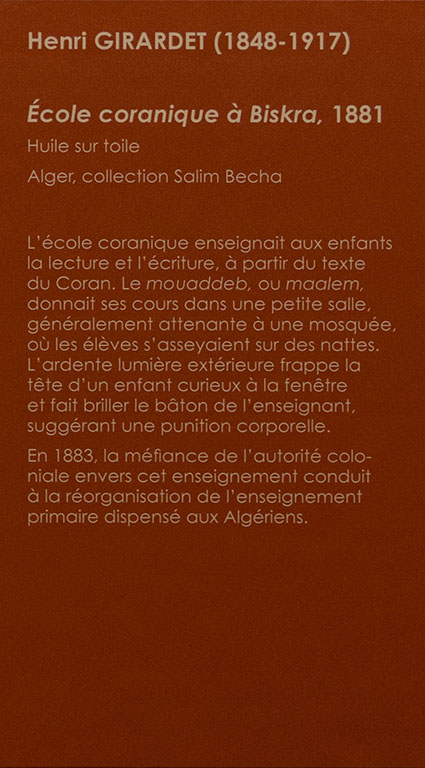 Henri GIRARDET (1848-1917)
École coranique à Biskra, 1881
Huile sur toile
Alger, collection Salim Becha
L'école coranique enseignait aux enfants
la lecture et l'écriture, à partir du texte
du Coran. Le mouaddeb, ou maalem,
donnait ses cours dans une petite salle,
généralement attenante à une mosquée,
où les élèves s'asseyaient sur des nattes.
L'ardente lumière extérieure frappe la
tête d'un enfant curieux à la fenêtre
et fait briller le bâton de l'enseignant,
suggérant une punition corporelle.
En 1883, la méfiance de l'autorité colo-
niale envers cet enseignement conduit
à la réorganisation de l'enseignement
primaire dispensé aux Algériens.